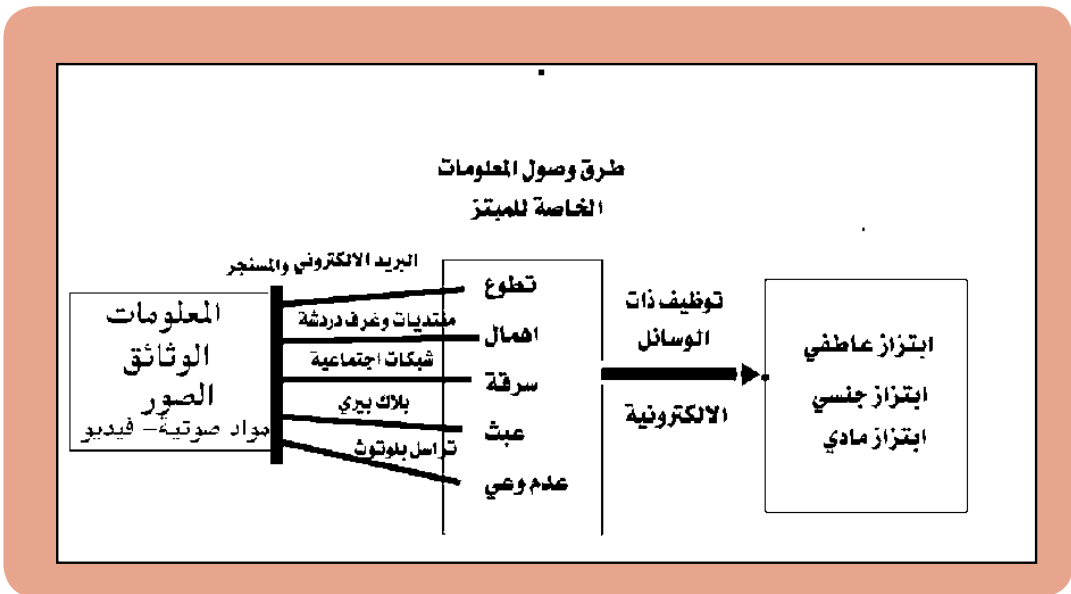 طرق وصول المعلومات
الخاصة للمبتز
المعلومات
الوثائق
الصور
مواد صوتية - فيديو
البريد الالكتروني والمسنجر
منتديات وغرف دردشة
شبكات اجتماعية
بلاك بيري
تراسل بلوتوث
تطوع
اهمال
سرقة
عبث
عدم وعي
توظيف ذات
الوسائل
الالكترونية
ابتزاز عاطفي
ابتزاز جنسي
ابتزاز مادي